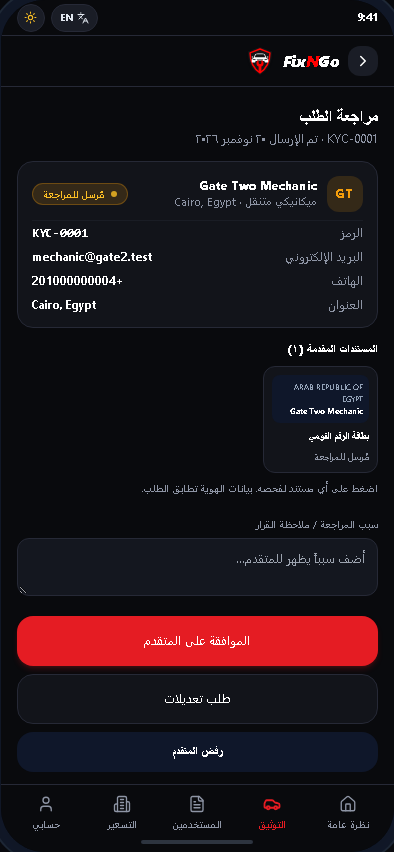 EN
9:41
FixNGo
مراجعة الطلب
KYC-0001 · تم الإرسال ٢٠ نوفمبر ٢٠٢٦
GT
Gate Two Mechanic
ميكانيكي متنقل · Cairo, Egypt
مُرسل للمراجعة
الرمز
KYC-0001
البريد الإلكتروني
mechanic@gate2.test
الهاتف
201000000004+
العنوان
Cairo, Egypt
المستندات المقدمة (١)
ARAB REPUBLIC OF
EGYPT
Gate Two Mechanic
بطاقة الرقم القومي
مُرسل للمراجعة
اضغط على أي مستند لفحصه. بيانات الهوية تطابق الطلب.
سبب المراجعة / ملاحظة القرار
أضف سبباً يظهر للمتقدم...
الموافقة على المتقدم
طلب تعديلات
رفض المتقدم
نظرة عامة
التوثيق
المستخدمين
التسعير
حسابي